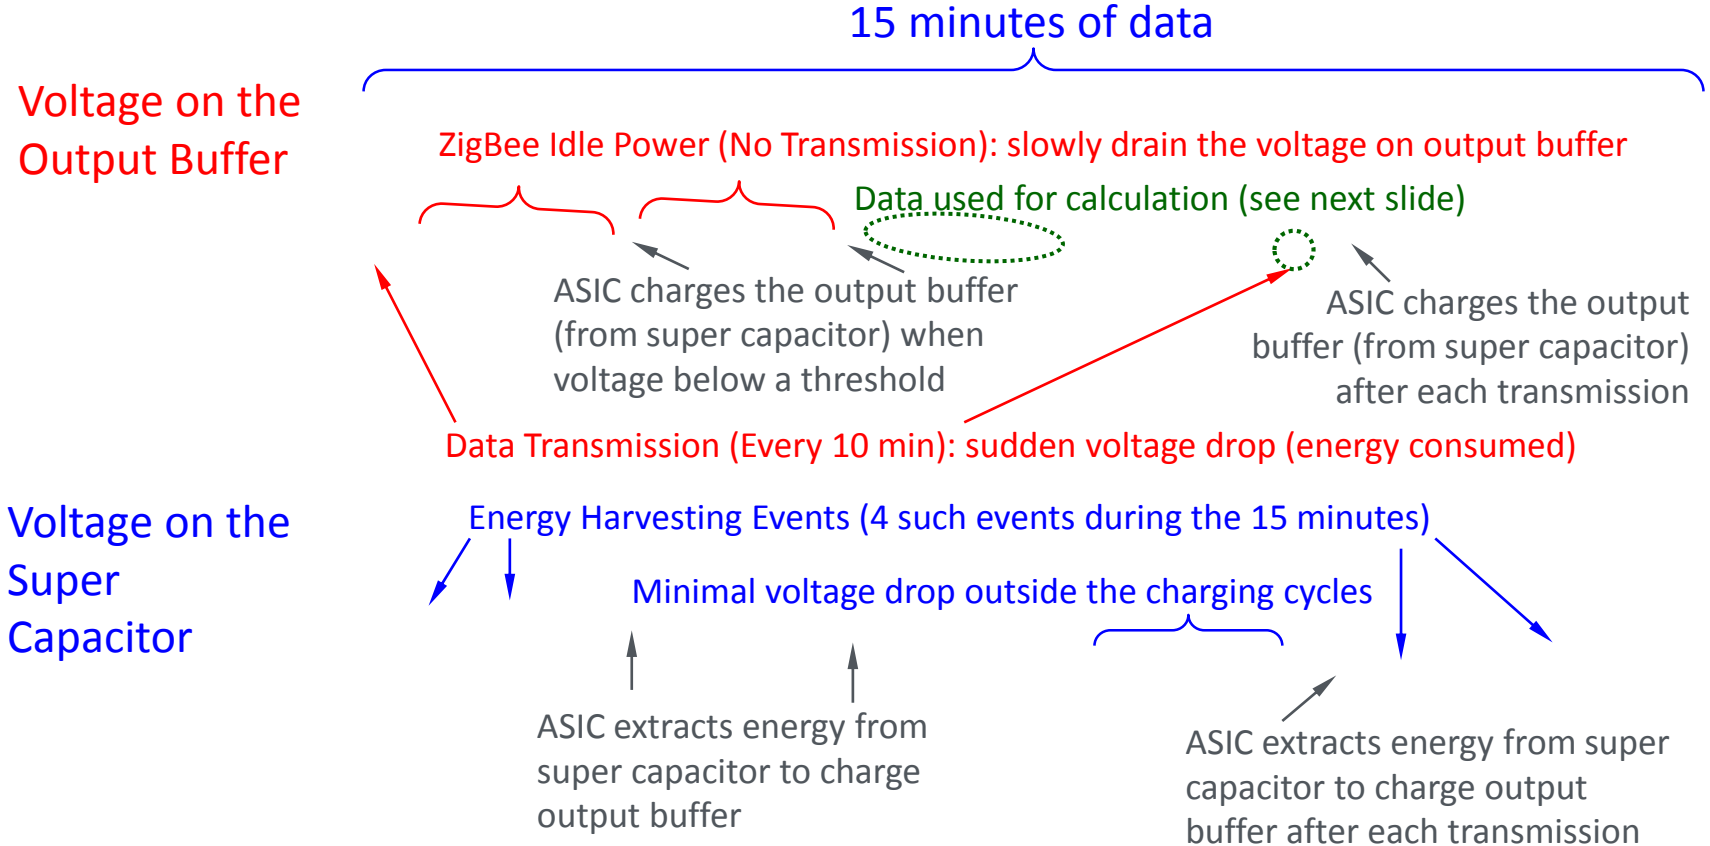 15 minutes of data
Voltage on the
Output Buffer
ZigBee Idle Power (No Transmission): slowly drain the voltage on output buffer
Data used for calculation (see next slide)
ASIC charges the output buffer
(from super capacitor) when
voltage below a threshold
ASIC charges the output
buffer (from super capacitor)
after each transmission
Data Transmission (Every 10 min): sudden voltage drop (energy consumed)
Voltage on the
Super
Capacitor
Energy Harvesting Events (4 such events during the 15 minutes)
Minimal voltage drop outside the charging cycles
ASIC extracts energy from
super capacitor to charge
output buffer
ASIC extracts energy from super
capacitor to charge output
buffer after each transmission